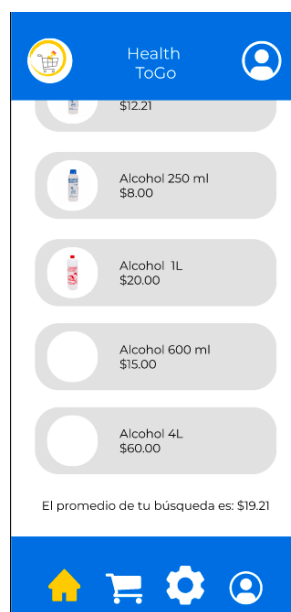 Health
ToGo
$12.21
Alcohol 250 ml
$8.00
Alcohol 1L
$20.00
Alcohol 600 ml
$15.00
Alcohol 4L
$60.00
El promedio de tu búsqueda es: $19.21